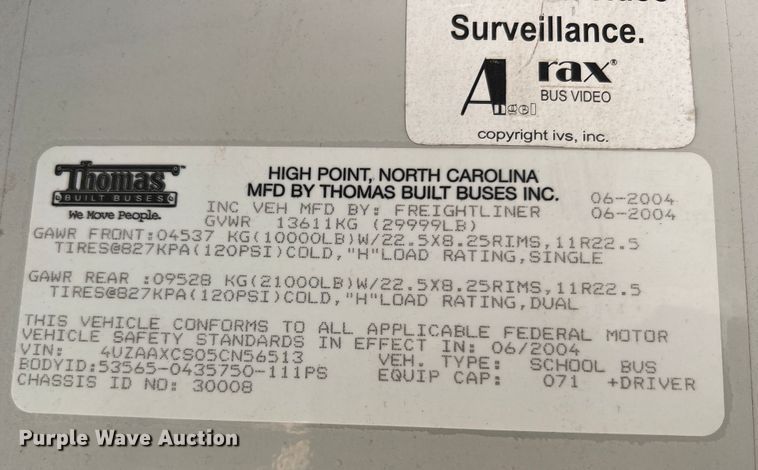 Surveillance.
Angel
rax®
BUS VIDEO
copyright ivs, inc.
Thomas
BUILT BUSES
We Move People.
HIGH POINT, NORTH CAROLINA
MFD BY THOMAS BUILT BUSES INC. 06-2004
INC VEH MFD BY: FREIGHTLINER 06-2004
GVWR 13611KG (29999LB)
GAWR FRONT:04537 KG(10000LB)W/22.5X8.25RIMS,11R22.5
TIRES@827KPA(120PSI)COLD,"H"LOAD RATING,SINGLE
GAWR REAR :09528 KG(21000LB)W/22.5X8.25RIMS,11R22.5
TIRES@827KPA(120PSI)COLD,"H"LOAD RATING,DUAL
THIS VEHICLE CONFORMS TO ALL APPLICABLE FEDERAL MOTOR
VEHICLE SAFETY STANDARDS IN EFFECT IN: 06/2004
VIN: 4UZAAXCS05CN56513 VEH. TYPE: SCHOOL BUS
BODYID:53565-0435750-111PS EQUIP CAP: 071 +DRIVER
CHASSIS ID NO: 30008
Purple Wave Auction